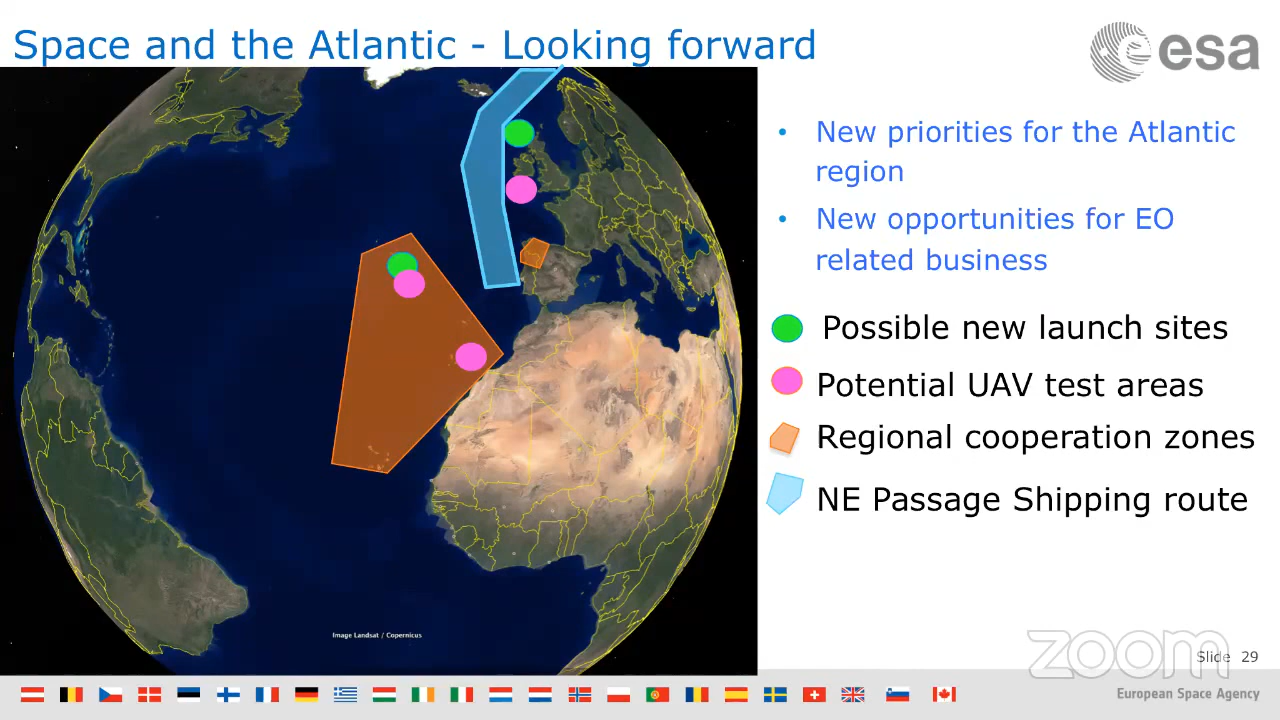 Space and the Atlantic - Looking forward
esa
• New priorities for the Atlantic
region
• New opportunities for EO
related business
Possible new launch sites
Potential UAV test areas
Regional cooperation zones
NE Passage Shipping route
Image Landsat / Copernicus
zoom
Slide 29
European Space Agency